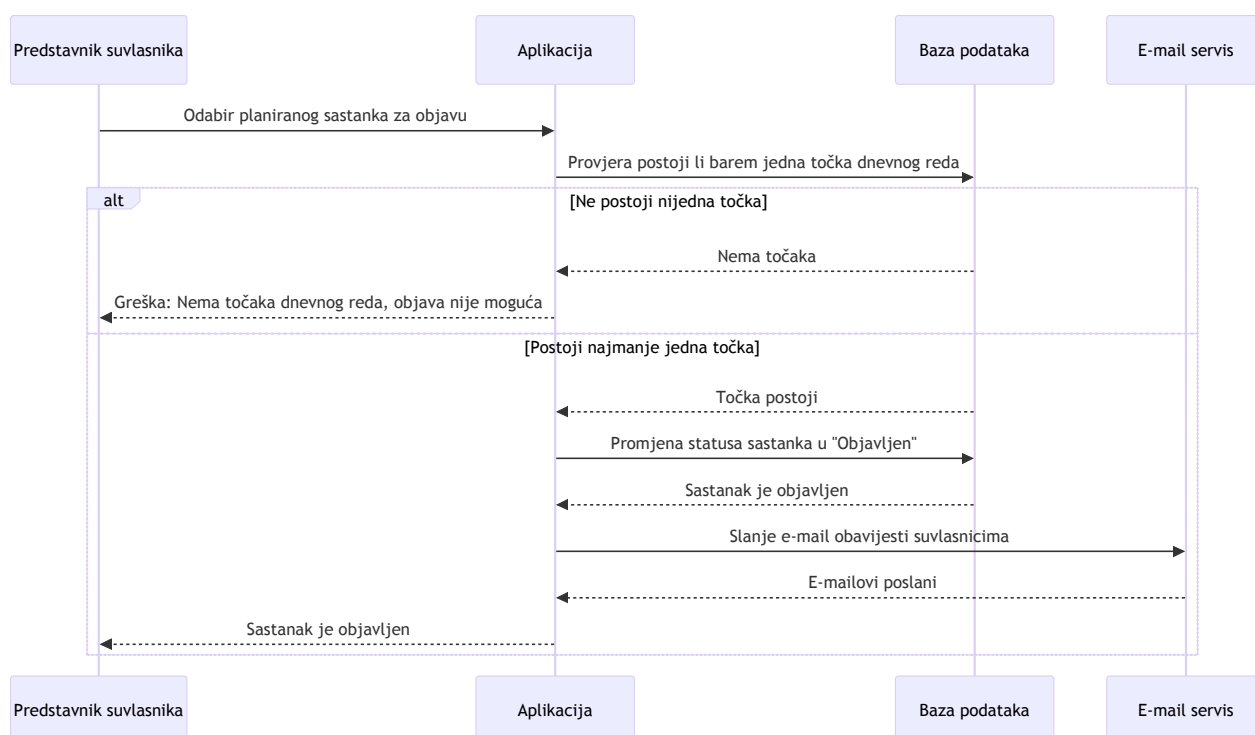 Predstavnik suvlasnika
Aplikacija
Baza podataka
E-mail servis
Odabir planiranog sastanka za objavu
Provjera postoji li barem jedna točka dnevnog reda
alt
[Ne postoji nijedna točka]
Nema točaka
Greška: Nema točaka dnevnog reda, objava nije moguća
[Postoji najmanje jedna točka]
Točka postoji
Promjena statusa sastanka u "Objavljen"
Sastanak je objavljen
Slanje e-mail obavijesti suvlasnicima
E-mailovi poslani
Sastanak je objavljen
Predstavnik suvlasnika
Aplikacija
Baza podataka
E-mail servis